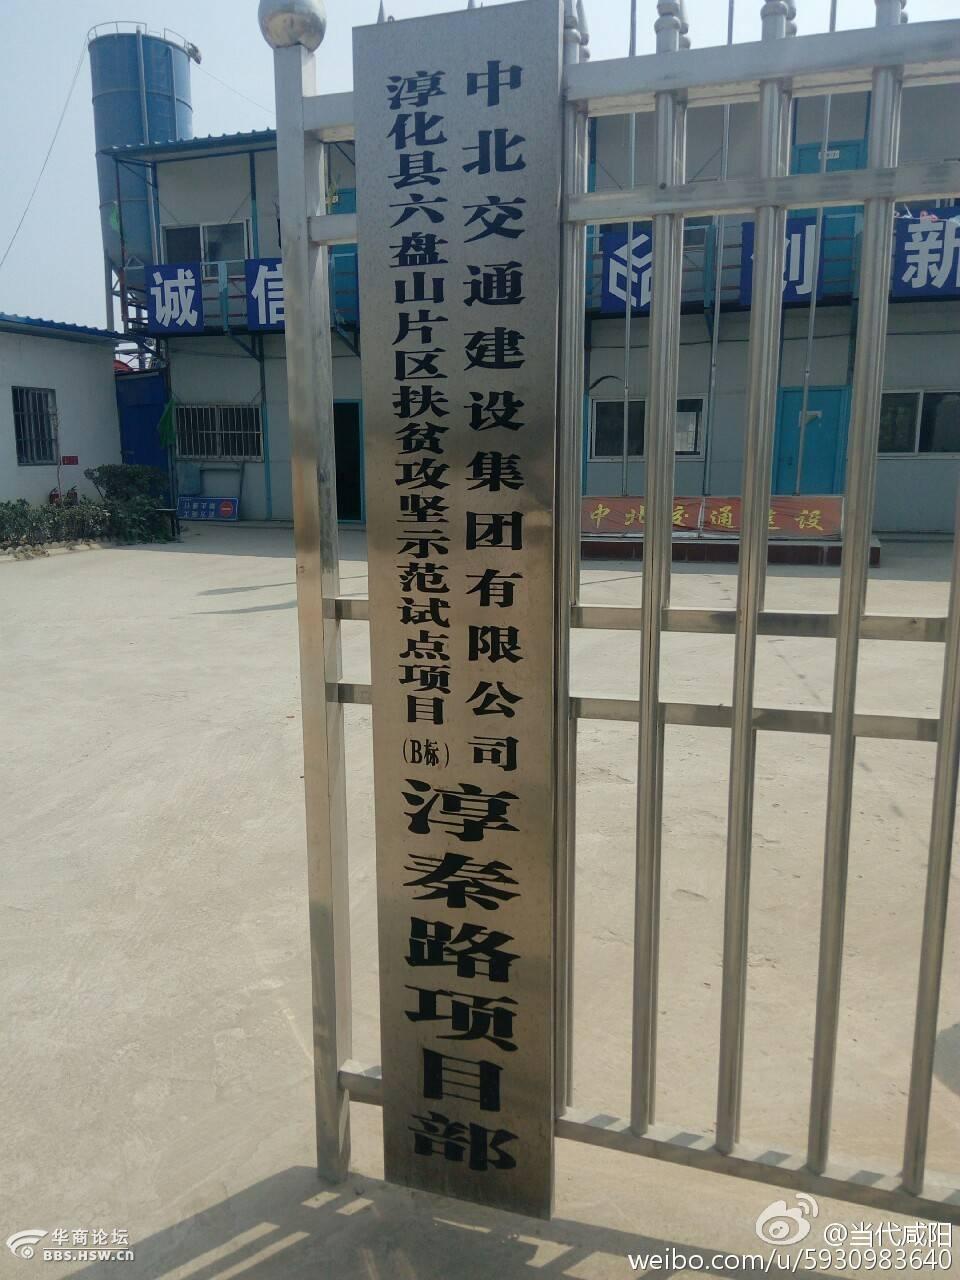 中北交通建设集团有限公司
淳化县六盘山片区扶贫攻坚示范试点项目(B标)
淳秦路项目部
诚信
创新
中北交通建设
华商论坛
BBS.HSW.CN
@当代咸阳
weibo.com/u/5930983640